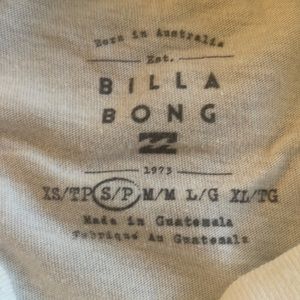 Born in Australia
Est.
BILLA
BONG
1973
XS/TP S/P M/M L/G XL/TG
Made in Guatemala
Fabriqué Au Guatemala